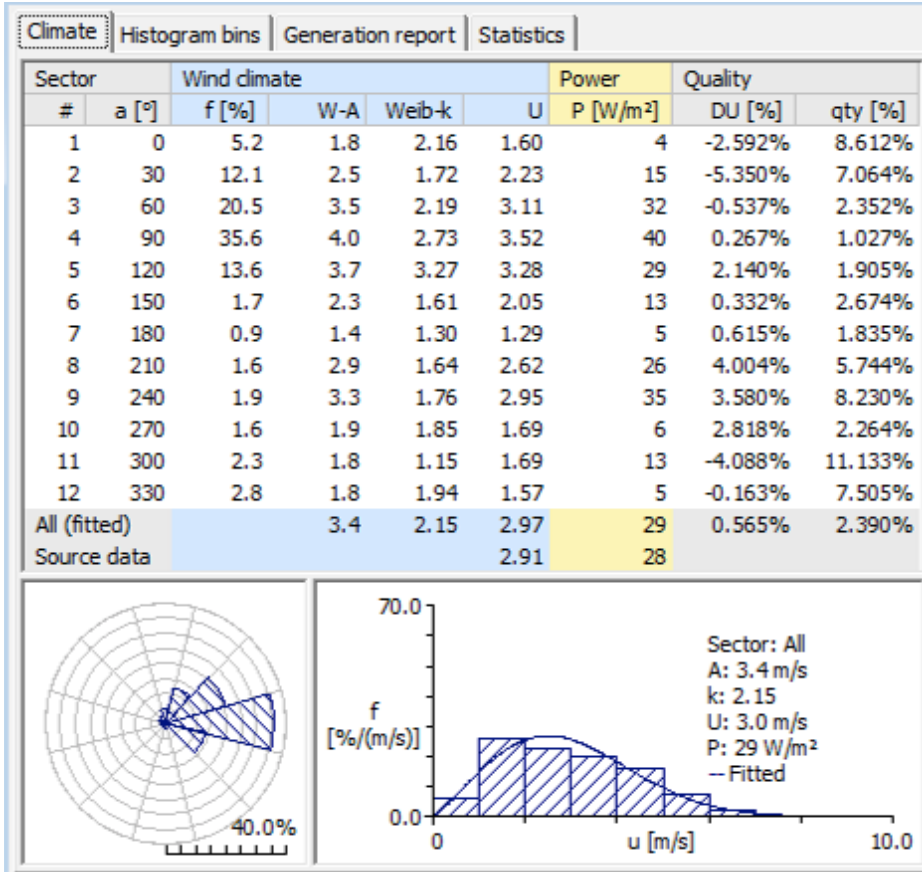 Climate Histogram bins Generation report Statistics
Sector Wind climate Power Quality
# a [°] f [%] W-A Weib-k U P [W/m²] DU [%] qty [%]
1 0 5.2 1.8 2.16 1.60 4 -2.592% 8.612%
2 30 12.1 2.5 1.72 2.23 15 -5.350% 7.064%
3 60 20.5 3.5 2.19 3.11 32 -0.537% 2.352%
4 90 35.6 4.0 2.73 3.52 40 0.267% 1.027%
5 120 13.6 3.7 3.27 3.28 29 2.140% 1.905%
6 150 1.7 2.3 1.61 2.05 13 0.332% 2.674%
7 180 0.9 1.4 1.30 1.29 5 0.615% 1.835%
8 210 1.6 2.9 1.64 2.62 26 4.004% 5.744%
9 240 1.9 3.3 1.76 2.95 35 3.580% 8.230%
10 270 1.6 1.9 1.85 1.69 6 2.818% 2.264%
11 300 2.3 1.8 1.15 1.69 13 -4.088% 11.133%
12 330 2.8 1.8 1.94 1.57 5 -0.163% 7.505%
All (fitted) 3.4 2.15 2.97 29 0.565% 2.390%
Source data 2.91 28
40.0%
70.0
f
[%/(m/s)]
0.0
0 u [m/s] 10.0
Sector: All
A: 3.4 m/s
k: 2.15
U: 3.0 m/s
P: 29 W/m²
-- Fitted